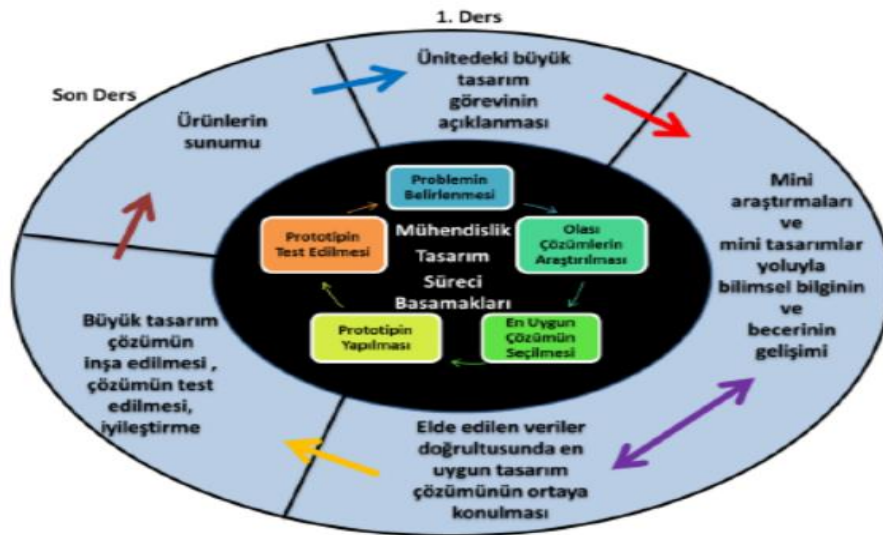 1. Ders
Ünitedeki büyük
tasarım
görevinin
açıklanması
Son Ders
Ürünlerin
sunumu
Mini
araştırmaları
ve
mini tasarımlar
yoluyla
bilimsel bilginin
ve
becerinin
gelişimi
Elde edilen veriler
doğrultusunda en
uygun tasarım
çözümünün ortaya
konulması
Büyük tasarım
çözümün
inşa edilmesi ,
çözümün test
edilmesi,
iyileştirme
Problemin
Belirlenmesi
Olası
Çözümlerin
Araştırılması
En Uygun
Çözümün
Seçilmesi
Prototipin
Yapılması
Prototipin
Test Edilmesi
Mühendislik
Tasarım
Süreci
Basamakları